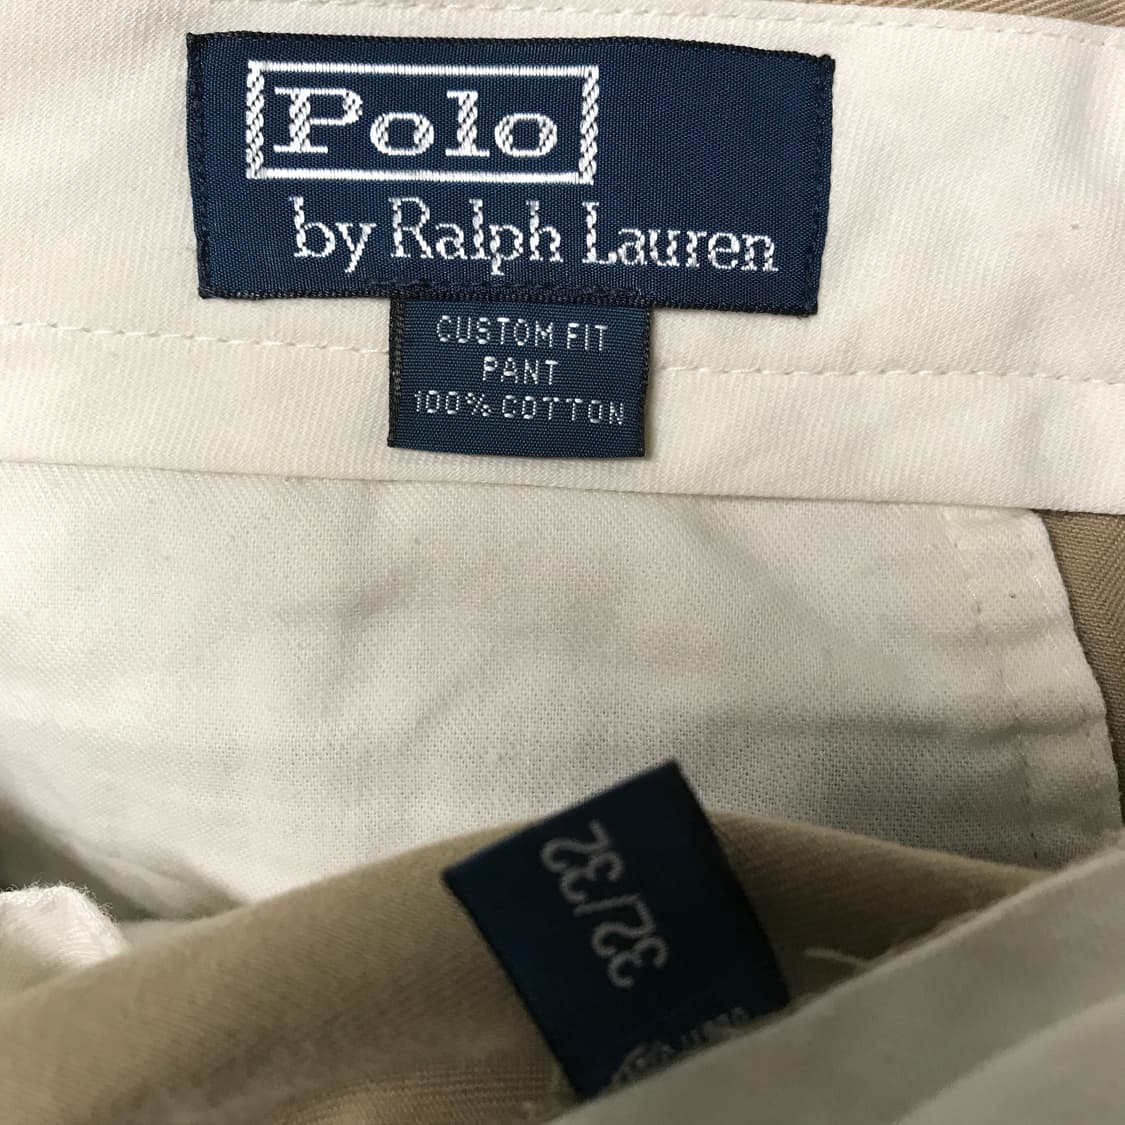 Polo
by Ralph Lauren
CUSTOM FIT
PANT
100% COTTON
32/32